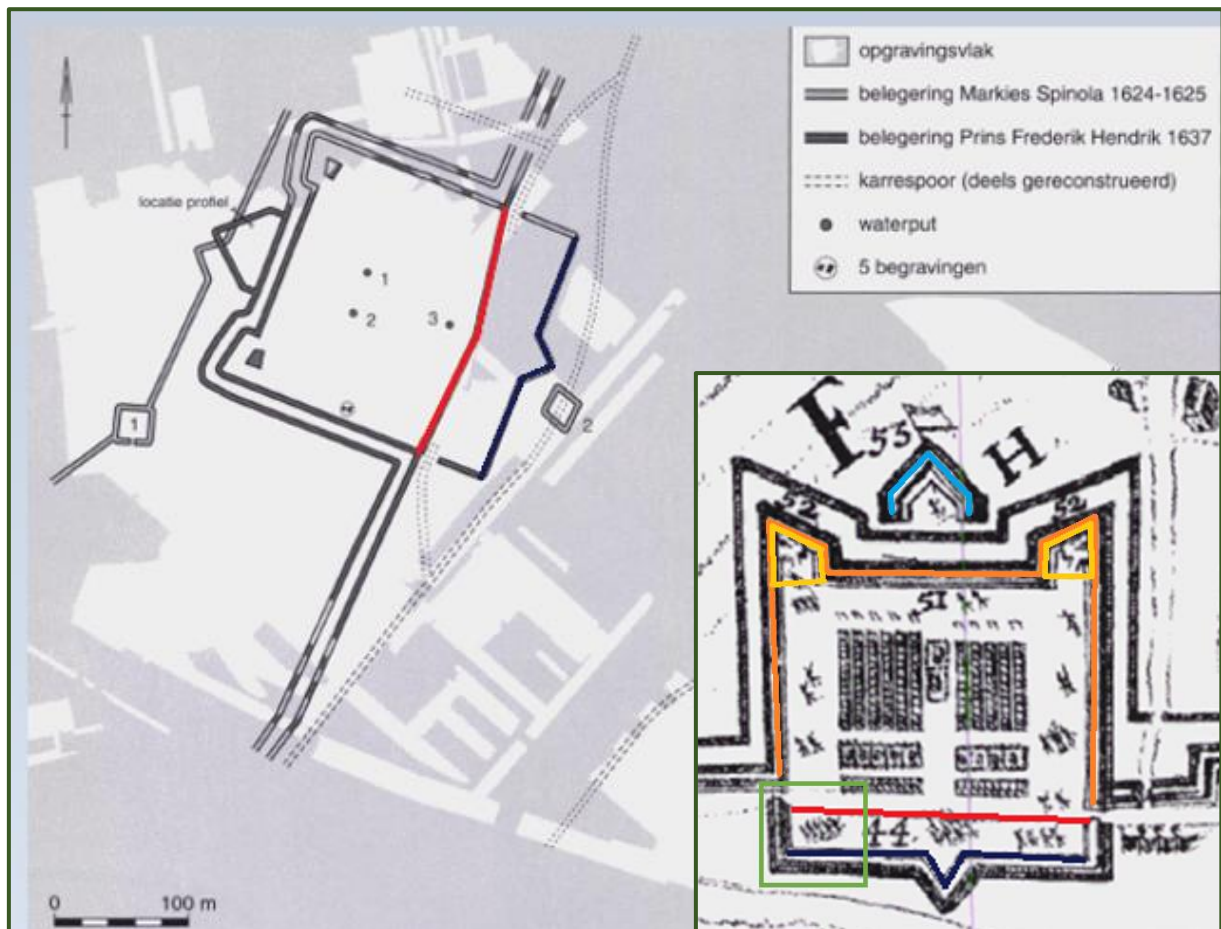 opgravingsvlak
belegering Markies Spinola 1624-1625
belegering Prins Frederik Hendrik 1637
karrespoor (deels gereconstrueerd)
waterput
5 begravingen
locatie profiel
1
2
3
1
2
0 100 m
F H
53
52 52
51
44.